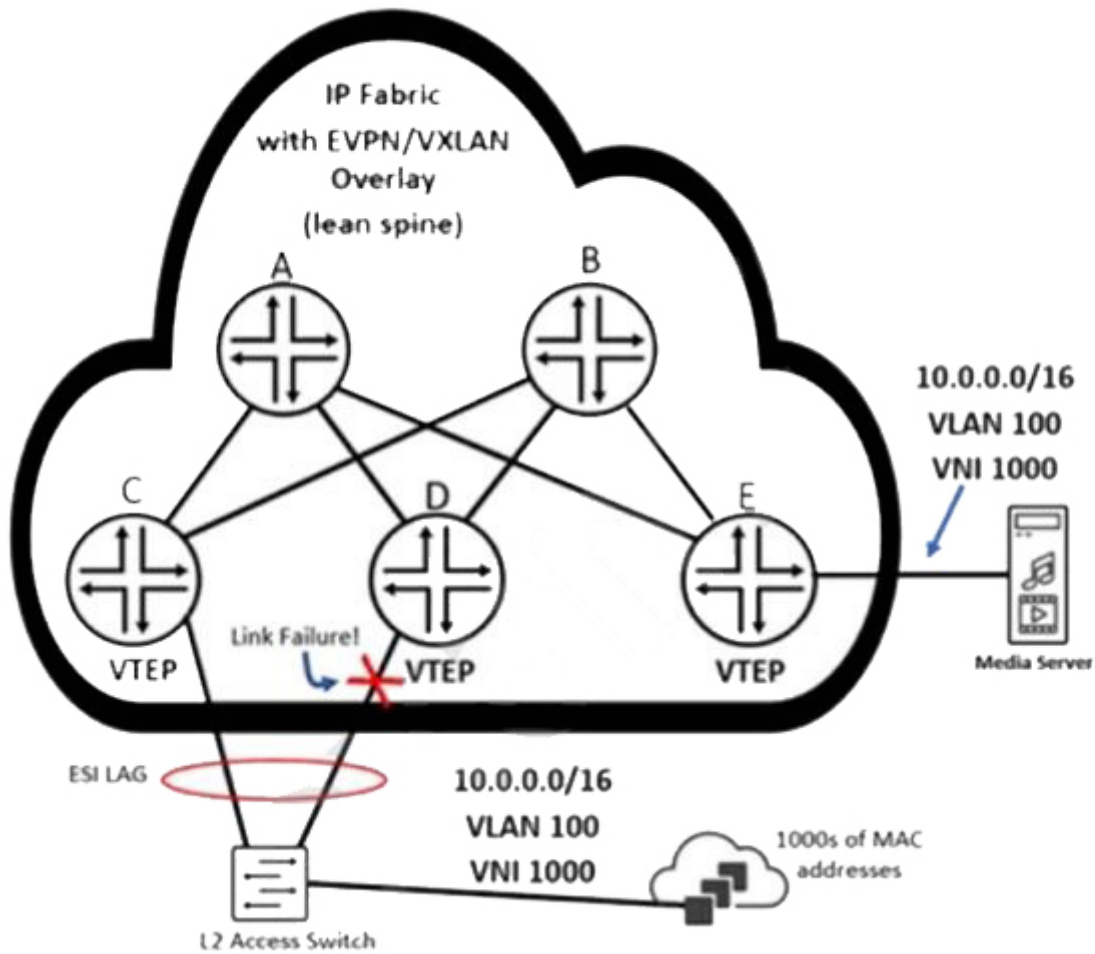 IP Fabric
with EVPN/VXLAN
Overlay
(lean spine)
A
B
10.0.0.0/16
VLAN 100
VNI 1000
C
D
E
Link Failure!
VTEP
VTEP
VTEP
Media Server
ESI LAG
10.0.0.0/16
VLAN 100
VNI 1000
1000s of MAC
addresses
L2 Access Switch